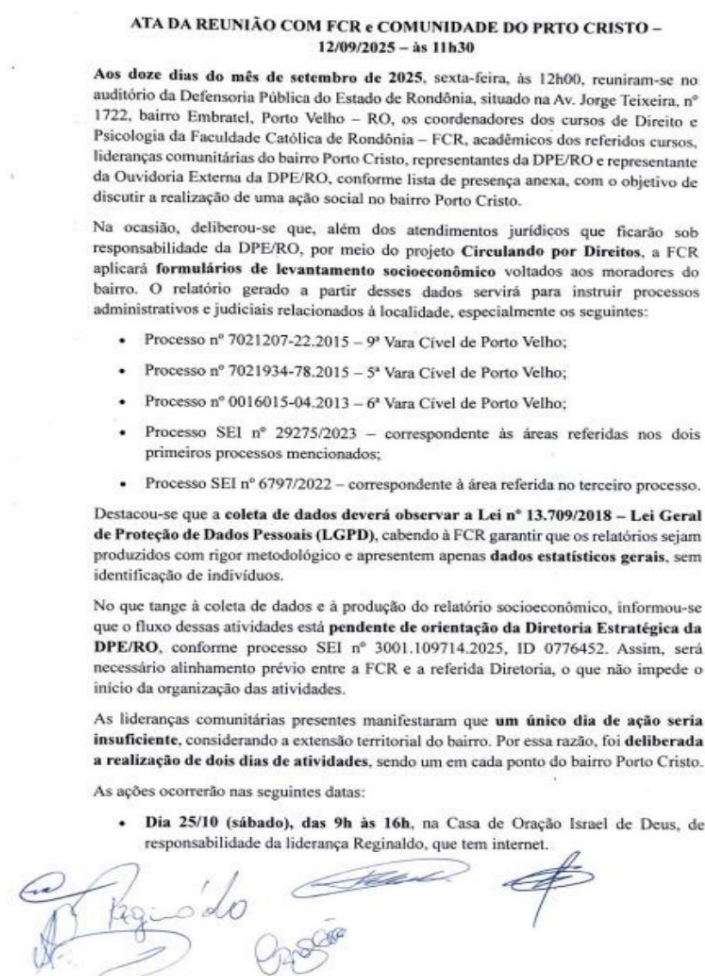 ATA DA REUNIÃO COM FCR e COMUNIDADE DO PRTO CRISTO –
12/09/2025 – às 11h30
Aos doze dias do mês de setembro de 2025, sexta-feira, às 12h00, reuniram-se no
auditório da Defensoria Pública do Estado de Rondônia, situado na Av. Jorge Teixeira, nº
1722, bairro Embratel, Porto Velho – RO, os coordenadores dos cursos de Direito e
Psicologia da Faculdade Católica de Rondônia – FCR, acadêmicos dos referidos cursos,
lideranças comunitárias do bairro Porto Cristo, representantes da DPE/RO e representante
da Ouvidoria Externa da DPE/RO, conforme lista de presença anexa, com o objetivo de
discutir a realização de uma ação social no bairro Porto Cristo.
Na ocasião, deliberou-se que, além dos atendimentos jurídicos que ficarão sob
responsabilidade da DPE/RO, por meio do projeto Circulando por Direitos, a FCR
aplicará formulários de levantamento socioeconômico voltados aos moradores do
bairro. O relatório gerado a partir desses dados servirá para instruir processos
administrativos e judiciais relacionados à localidade, especialmente os seguintes:
• Processo nº 7021207-22.2015 – 9ª Vara Cível de Porto Velho;
• Processo nº 7021934-78.2015 – 5ª Vara Cível de Porto Velho;
• Processo nº 0016015-04.2013 – 6ª Vara Cível de Porto Velho;
• Processo SEI nº 29275/2023 – correspondente às áreas referidas nos dois
primeiros processos mencionados;
• Processo SEI nº 6797/2022 – correspondente à área referida no terceiro processo.
Destacou-se que a coleta de dados deverá observar a Lei nº 13.709/2018 – Lei Geral
de Proteção de Dados Pessoais (LGPD), cabendo à FCR garantir que os relatórios sejam
produzidos com rigor metodológico e apresentem apenas dados estatísticos gerais, sem
identificação de indivíduos.
No que tange à coleta de dados e à produção do relatório socioeconômico, informou-se
que o fluxo dessas atividades está pendente de orientação da Diretoria Estratégica da
DPE/RO, conforme processo SEI nº 3001.109714.2025, ID 0776452. Assim, será
necessário alinhamento prévio entre a FCR e a referida Diretoria, o que não impede o
início da organização das atividades.
As lideranças comunitárias presentes manifestaram que um único dia de ação seria
insuficiente, considerando a extensão territorial do bairro. Por essa razão, foi deliberada
a realização de dois dias de atividades, sendo um em cada ponto do bairro Porto Cristo.
As ações ocorrerão nas seguintes datas:
• Dia 25/10 (sábado), das 9h às 16h, na Casa de Oração Israel de Deus, de
responsabilidade da liderança Reginaldo, que tem internet.